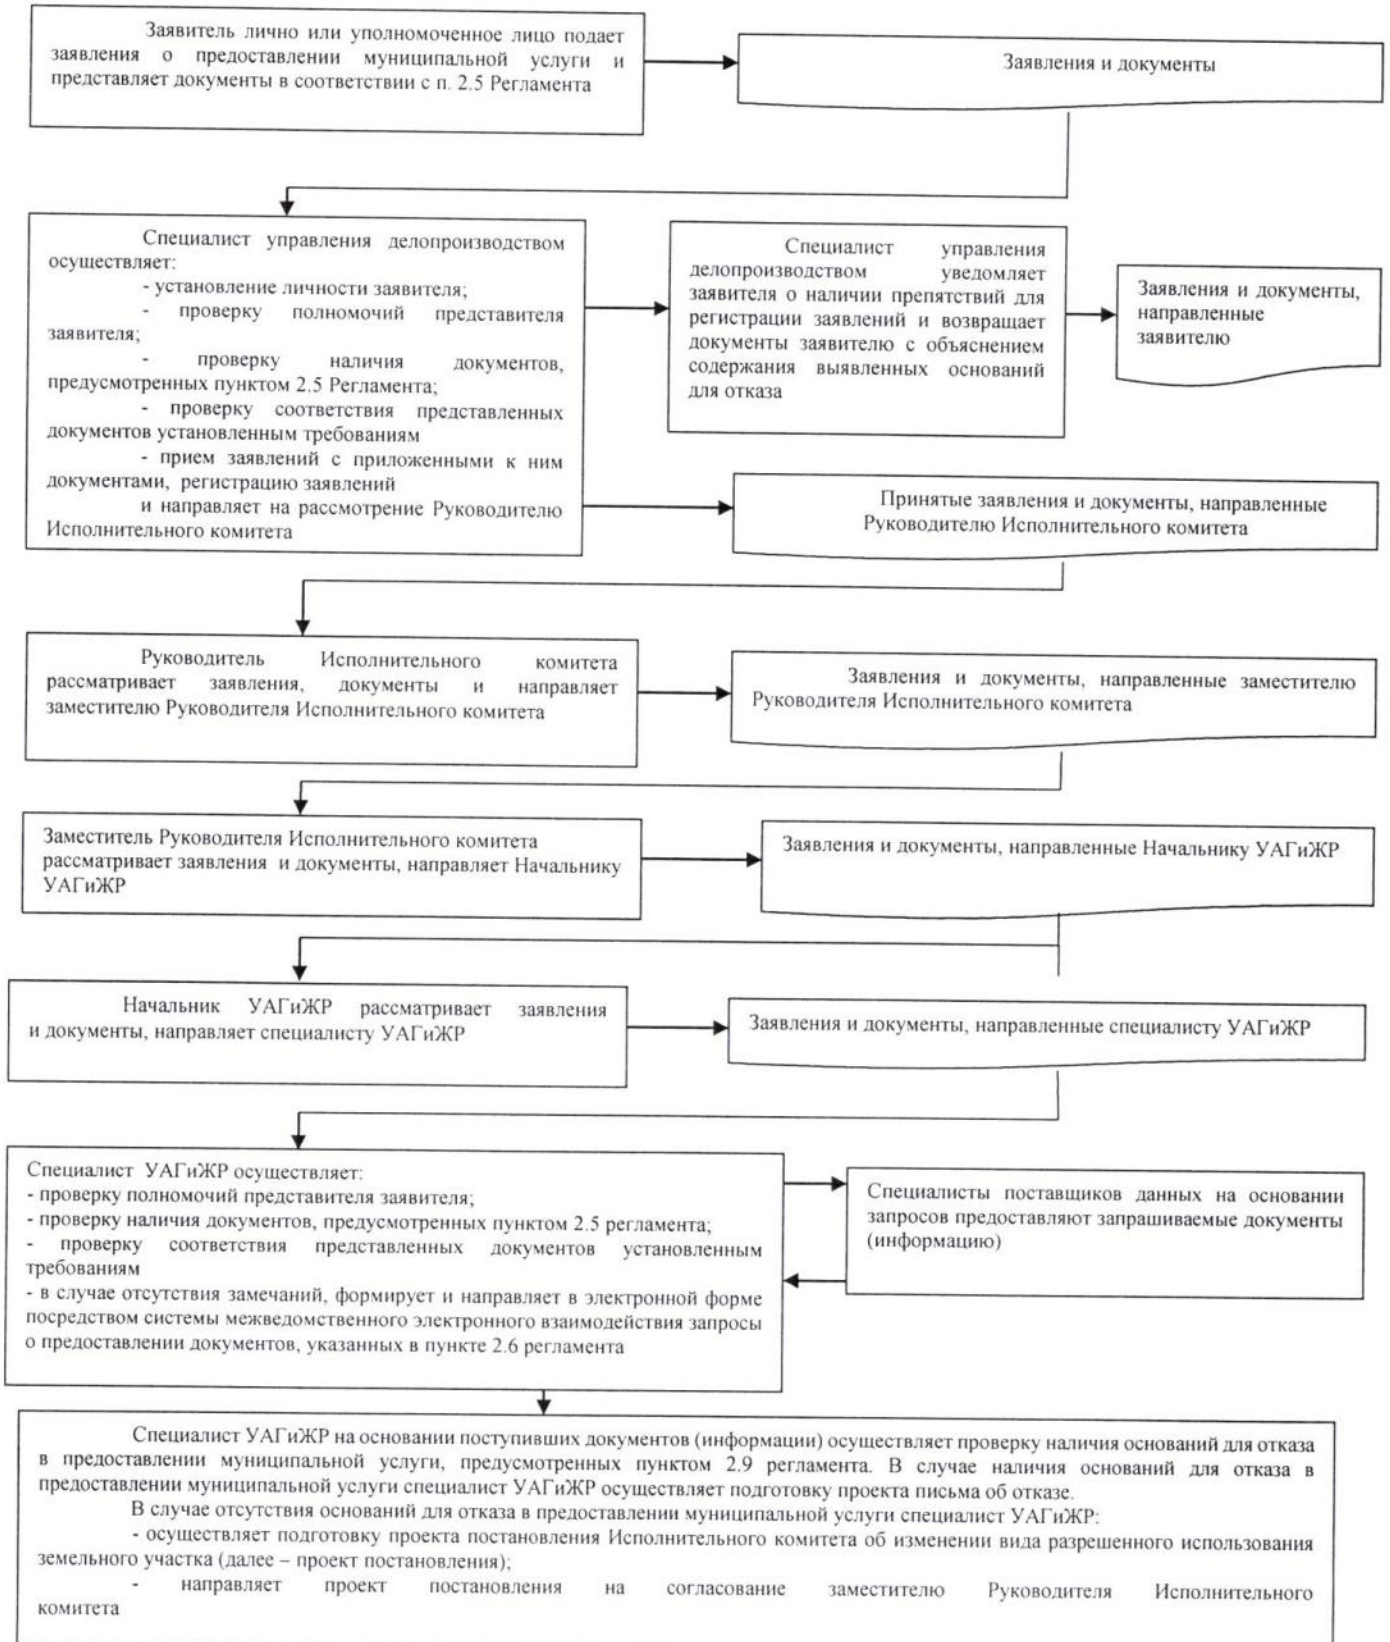 Заявитель лично или уполномоченное лицо подает
заявления о предоставлении муниципальной услуги и
представляет документы в соответствии с п. 2.5 Регламента
Заявления и документы
Специалист управления делопроизводством
осуществляет:
- установление личности заявителя;
- проверку полномочий представителя
заявителя;
- проверку наличия документов,
предусмотренных пунктом 2.5 Регламента;
- проверку соответствия представленных
документов установленным требованиям
- прием заявлений с приложенными к ним
документами, регистрацию заявлений
и направляет на рассмотрение Руководителю
Исполнительного комитета
Специалист управления
делопроизводством уведомляет
заявителя о наличии препятствий для
регистрации заявлений и возвращает
документы заявителю с объяснением
содержания выявленных оснований
для отказа
Заявления и документы,
направленные
заявителю
Принятые заявления и документы, направленные
Руководителю Исполнительного комитета
Руководитель Исполнительного комитета
рассматривает заявления, документы и направляет
заместителю Руководителя Исполнительного комитета
Заявления и документы, направленные заместителю
Руководителя Исполнительного комитета
Заместитель Руководителя Исполнительного комитета
рассматривает заявления и документы, направляет Начальнику
УАГиЖР
Заявления и документы, направленные Начальнику УАГиЖР
Начальник УАГиЖР рассматривает заявления
и документы, направляет специалисту УАГиЖР
Заявления и документы, направленные специалисту УАГиЖР
Специалист УАГиЖР осуществляет:
- проверку полномочий представителя заявителя;
- проверку наличия документов, предусмотренных пунктом 2.5 регламента;
- проверку соответствия представленных документов установленным
требованиям
- в случае отсутствия замечаний, формирует и направляет в электронной форме
посредством системы межведомственного электронного взаимодействия запросы
о предоставлении документов, указанных в пункте 2.6 регламента
Специалисты поставщиков данных на основании
запросов предоставляют запрашиваемые документы
(информацию)
Специалист УАГиЖР на основании поступивших документов (информации) осуществляет проверку наличия оснований для отказа
в предоставлении муниципальной услуги, предусмотренных пунктом 2.9 регламента. В случае наличия оснований для отказа в
предоставлении муниципальной услуги специалист УАГиЖР осуществляет подготовку проекта письма об отказе.
В случае отсутствия оснований для отказа в предоставлении муниципальной услуги специалист УАГиЖР:
- осуществляет подготовку проекта постановления Исполнительного комитета об изменении вида разрешенного использования
земельного участка (далее – проект постановления);
- направляет проект постановления на согласование заместителю Руководителя Исполнительного
комитета